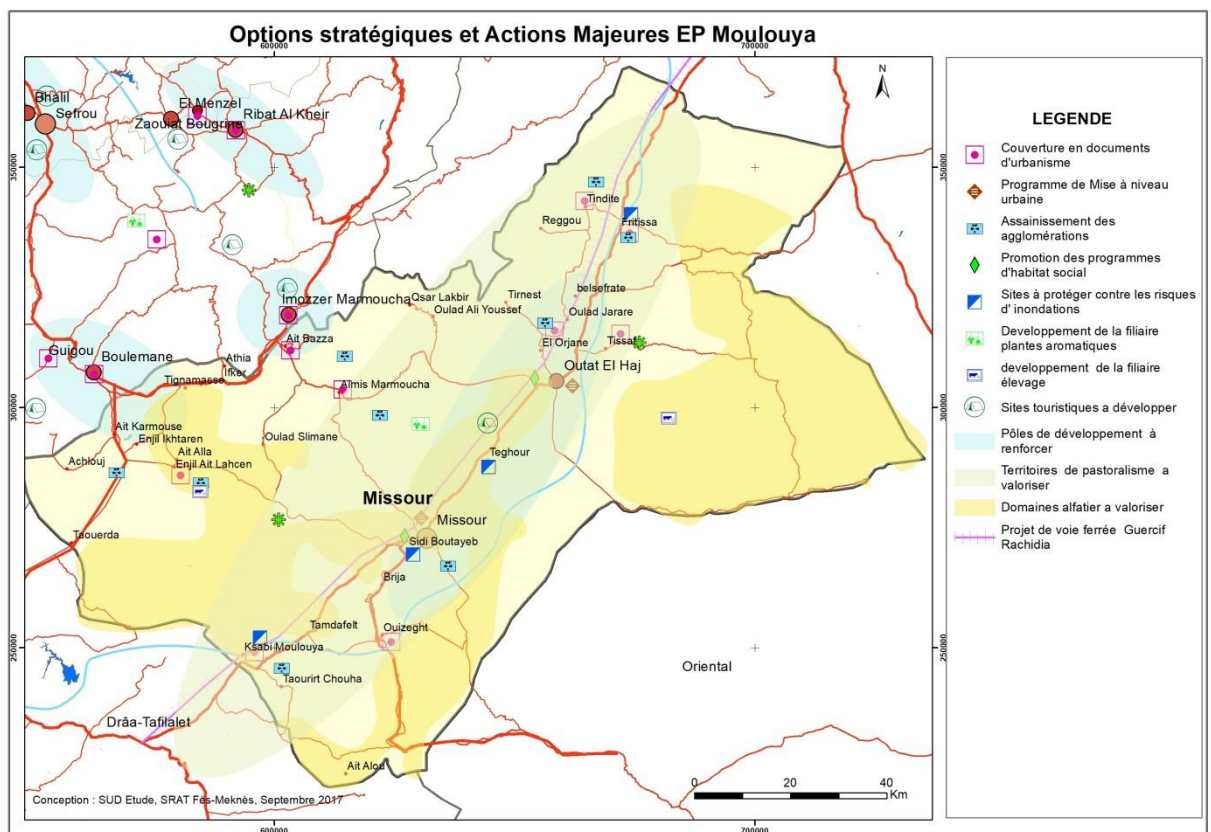 Options stratégiques et Actions Majeures EP Moulouya
600000
700000
N
Bhalil
El Menzel
Sefrou
Zaouiat Bougrine
Ribat Al Kheir
350000
350000
Tindite
Reggou
Fritissa
Imozzer Marmoucha
Qsar Lakbir
Tirnest
belsefrate
Oulad Ali Youssef
Oulad Jarare
Ait Bazza
El Orjane
Tissaf
Guigou
Boulemane
Athia
Ifker
Outat El Haj
Tignamasse
Almis Marmoucha
300000
300000
Ait Karmouse
Enjil Ikhtaren
Oulad Slimane
Ait Alla
Teghour
Achlouj
Enjil Ait Lahcen
Missour
Missour
Taouerda
Sidi Boutayeb
Brija
Tamdafelt
Ouizeght
Ksabi Moulouya
250000
250000
Taourirt Chouha
Oriental
Drâa-Tafilalet
Ait Alou
0 20 40
Km
Conception : SUD Etude, SRAT Fès-Meknès, Septembre 2017
600000
700000
LEGENDE
Couverture en documents
d'urbanisme
Programme de Mise à niveau
urbaine
Assainissement des
agglomérations
Promotion des programmes
d'habitat social
Sites à protéger contre les risques
d' inondations
Developpement de la filiaire
plantes aromatiques
developpement de la filiaire
élevage
Sites touristiques a développer
Pôles de développement à
renforcer
Territoires de pastoralisme a
valoriser
Domaines alfatier a valoriser
Projet de voie ferrée Guercif
Rachidia